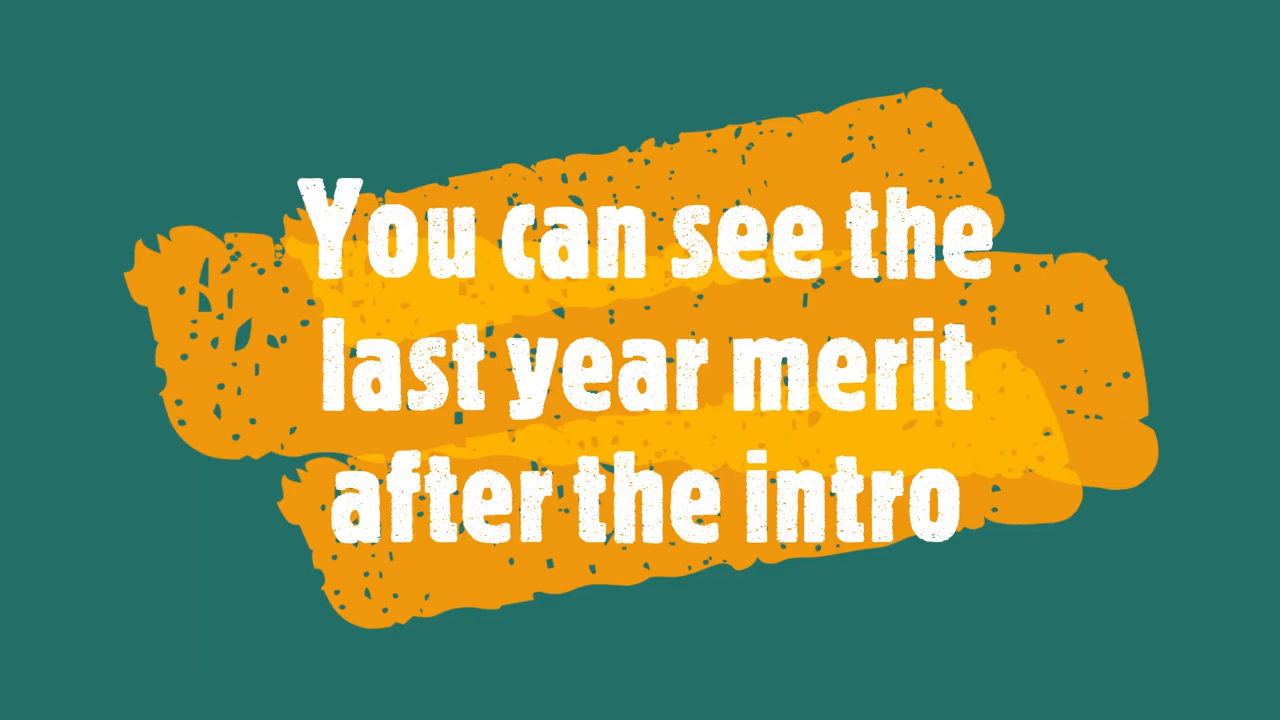 You can see the
last year merit
after the intro